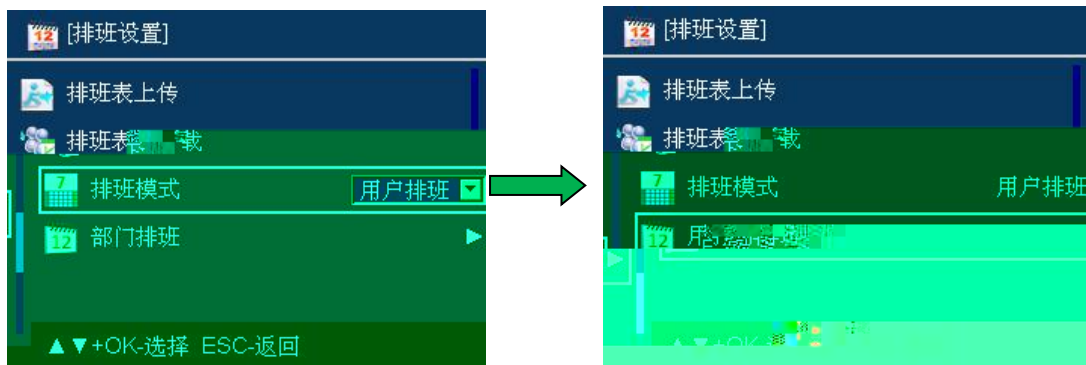 [排班设置]
排班表上传
排班表 载
排班模式 用户排班
部门排班
▲▼+OK-选择 ESC-返回
[排班设置]
排班表上传
排班表 载
排班模式 用户排班
用